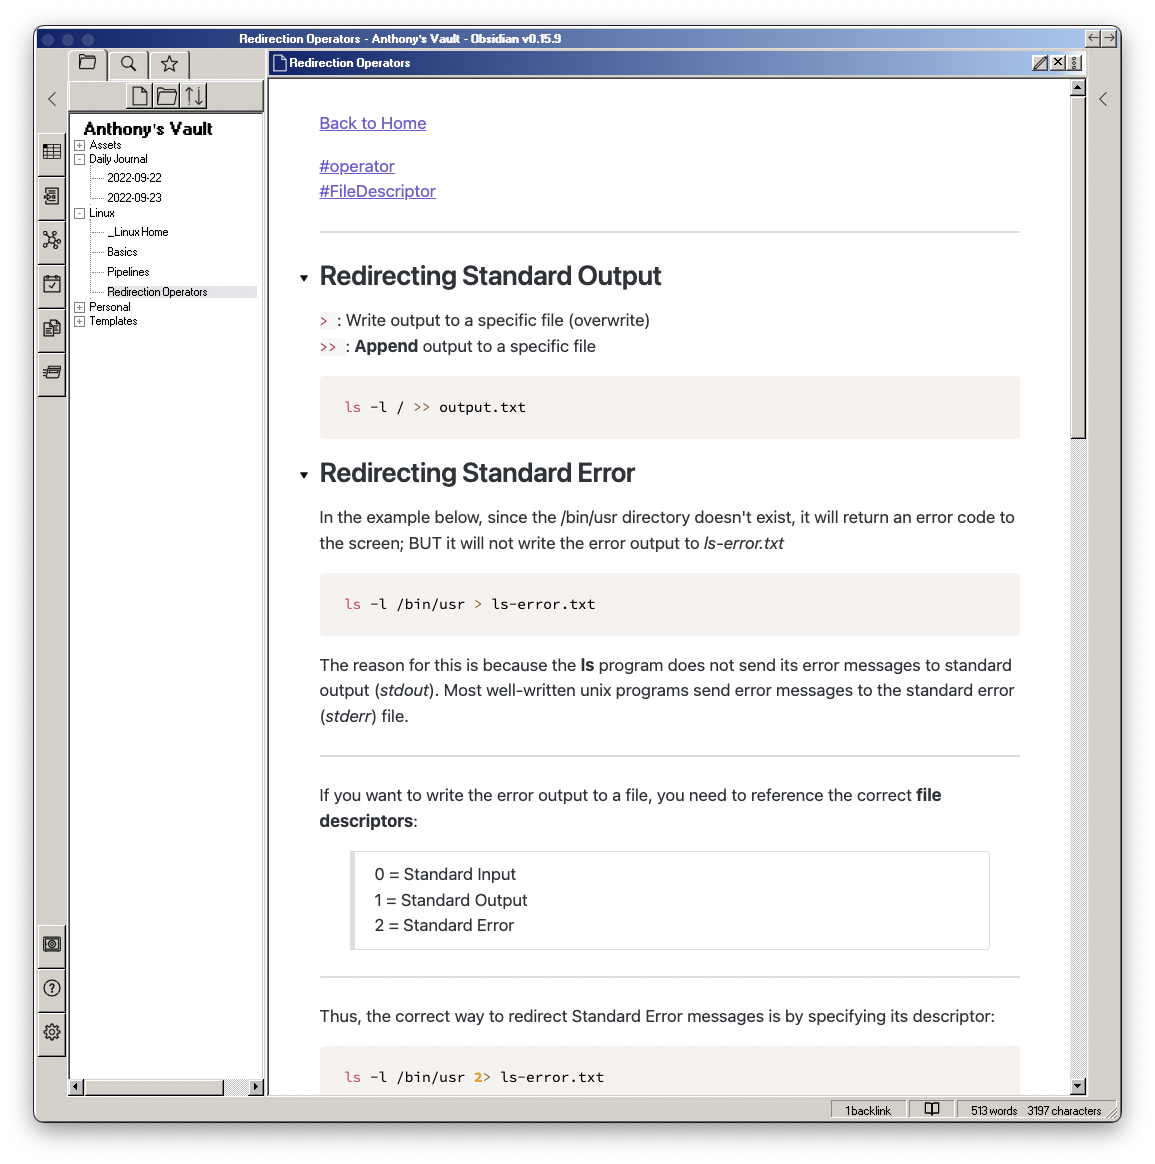 Redirection Operators - Anthony's Vault - Obsidian v0.15.9
Redirection Operators
Anthony's Vault
Assets
Daily Journal
2022-09-22
2022-09-23
Linux
_Linux Home
Basics
Pipelines
Redirection Operators
Personal
Templates
Back to Home
#operator
#FileDescriptor
Redirecting Standard Output
> : Write output to a specific file (overwrite)
>> : Append output to a specific file
ls -l / >> output.txt
Redirecting Standard Error
In the example below, since the /bin/usr directory doesn't exist, it will return an error code to
the screen; BUT it will not write the error output to ls-error.txt
ls -l /bin/usr > ls-error.txt
The reason for this is because the ls program does not send its error messages to standard
output (stdout). Most well-written unix programs send error messages to the standard error
(stderr) file.
If you want to write the error output to a file, you need to reference the correct file
descriptors:
0 = Standard Input
1 = Standard Output
2 = Standard Error
Thus, the correct way to redirect Standard Error messages is by specifying its descriptor:
ls -l /bin/usr 2> ls-error.txt
1 backlink
513 words 3197 characters